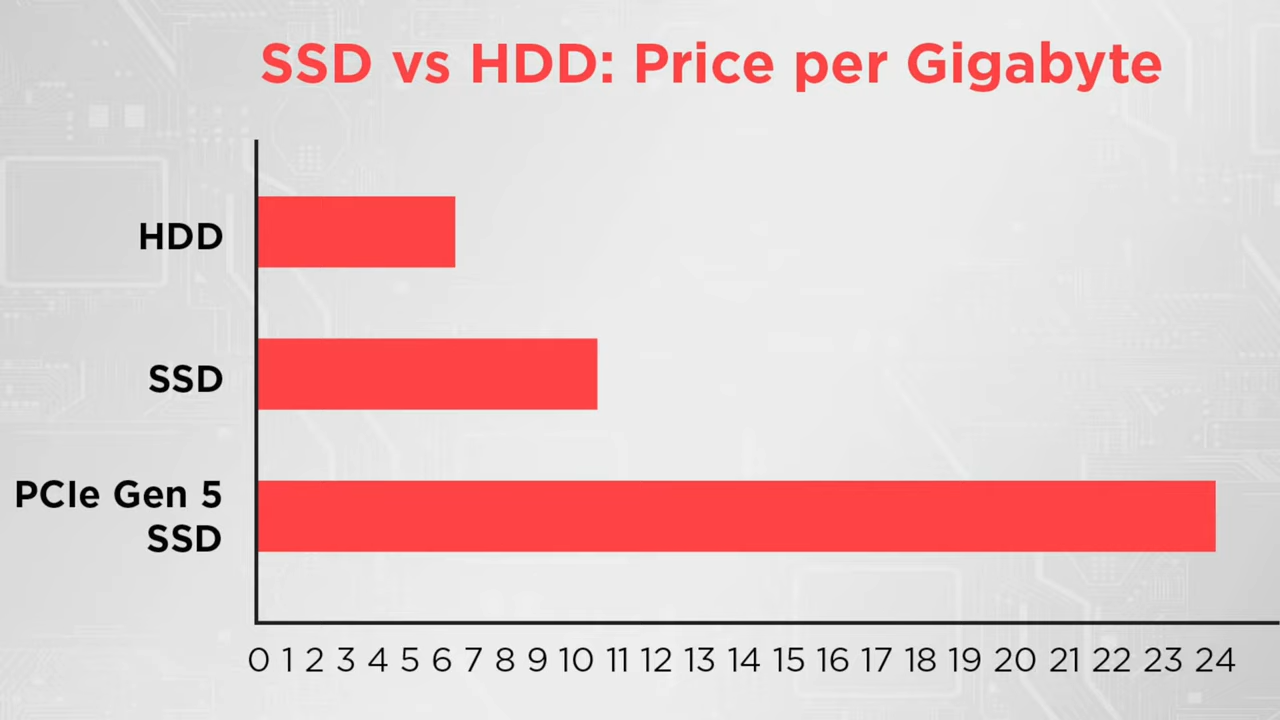 SSD vs HDD: Price per Gigabyte
HDD
SSD
PCIe Gen 5
SSD
0 1 2 3 4 5 6 7 8 9 10 11 12 13 14 15 16 17 18 19 20 21 22 23 24